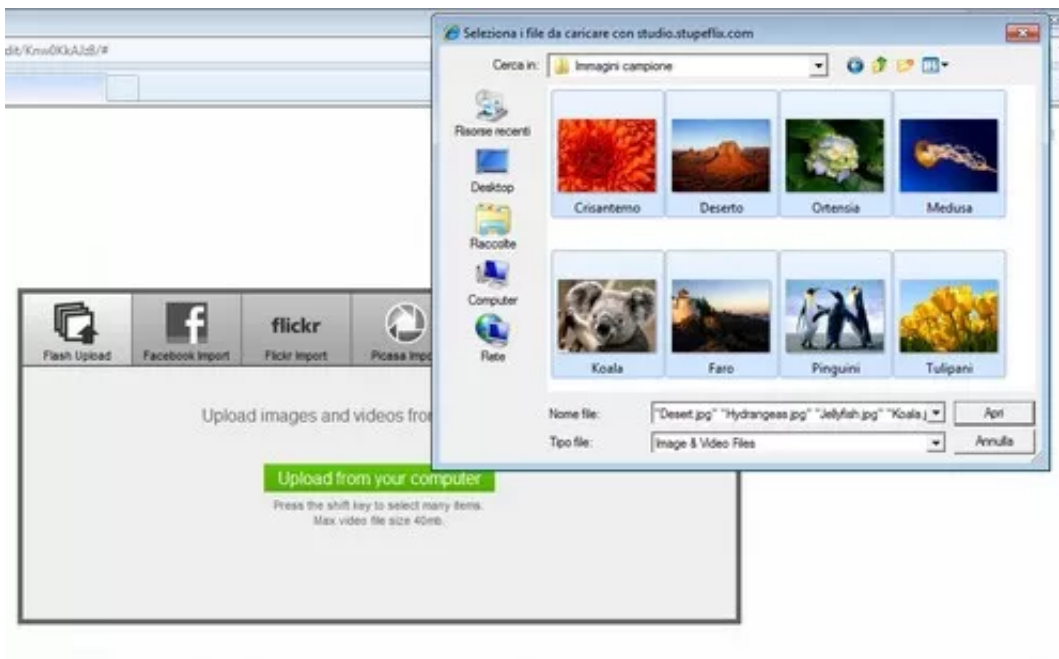 Seleziona i file da caricare con studio.stupeflix.com
dit/Knw0KkAJzB/#
Cerca in: Immagini campione
Risorse recenti
Desktop
Raccolte
Computer
Rete
Crisantemo Deserto Ortensia Medusa
Koala Faro Pinguini Tulipani
Nome file: "Desert.jpg" "Hydrangeas.jpg" "Jellyfish.jpg" "Koala.j Apri
Tipo file: Image & Video Files Annulla
flickr
Flash Upload Facebook Import Flickr Import Picasa Impo
Upload images and videos fro
Upload from your computer
Press the shift key to select many items.
Max video file size 40mb.